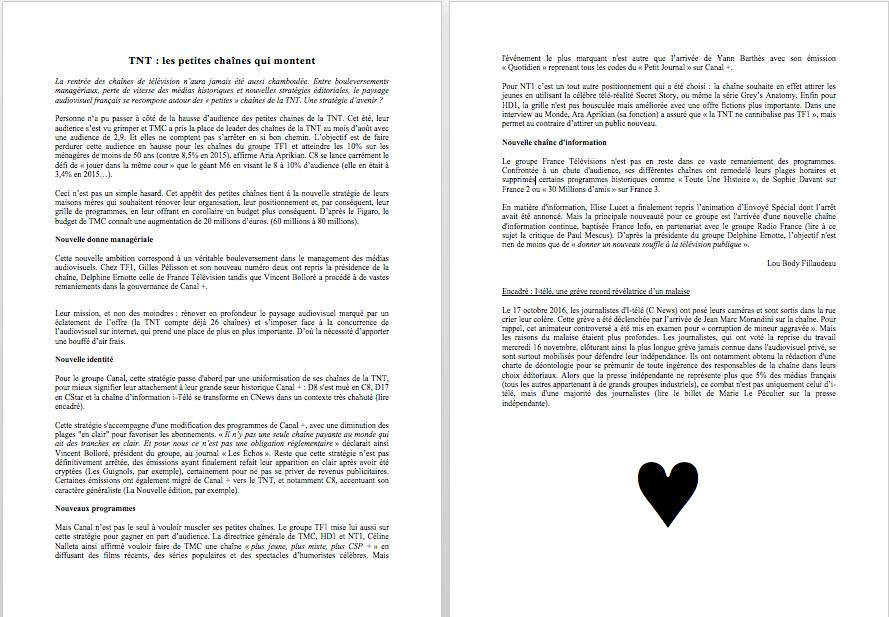 TNT : les petites chaînes qui montent
La rentrée des chaînes de télévision n'aura jamais été aussi chamboulée. Entre bouleversements
managériaux, perte de vitesse des médias historiques et nouvelles stratégies éditoriales, le paysage
audiovisuel français se recompose autour des « petites » chaînes de la TNT. Une stratégie d'avenir ?
Personne n'a pu passer à côté de la hausse d'audience des petites chaines de la TNT. Cet été, leur
audience s'est vu grimper et TMC a pris la place de leader des chaînes de la TNT au mois d'août avec
une audience de 2,9. Et elles ne comptent pas s'arrêter en si bon chemin. L'objectif est de faire
perdurer cette audience en hausse pour les chaînes du groupe TF1 et atteindre les 10% sur les
ménagères de moins de 50 ans (contre 8,5% en 2015), affirme Aria Aprikian. C8 se lance carrément le
défi de « jouer dans la même cour » que le géant M6 en visant le 8 à 10% d'audience (elle en était à
3,4% en 2015…).
Ceci n'est pas un simple hasard. Cet appétit des petites chaînes tient à la nouvelle stratégie de leurs
maisons mères qui souhaitent rénover leur organisation, leur positionnement et, par conséquent, leur
grille de programmes, en leur offrant en corollaire un budget plus conséquent. D'après le Figaro, le
budget de TMC connaît une augmentation de 20 millions d'euros. (60 millions à 80 millions).
Nouvelle donne managériale
Cette nouvelle ambition correspond à un véritable bouleversement dans le management des médias
audiovisuels. Chez TF1, Gilles Pélisson et son nouveau numéro deux ont repris la présidence de la
chaîne, Delphine Ernotte celle de France Télévision tandis que Vincent Bolloré a procédé à de vastes
remaniements dans la gouvernance de Canal +.
Leur mission, et non des moindres : rénover en profondeur le paysage audiovisuel marqué par un
éclatement de l'offre (la TNT compte déjà 26 chaînes) et s'imposer face à la concurrence de
l'audiovisuel sur internet, qui prend une place de plus en plus importante. D'où la nécessité d'apporter
une bouffé d'air frais.
Nouvelle identité
Pour le groupe Canal, cette stratégie passe d'abord par une uniformisation de ses chaînes de la TNT,
pour mieux signifier leur attachement à leur grande sœur historique Canal + : D8 s'est mué en C8, D17
en CStar et la chaîne d'information i-Télé se transforme en CNews dans un contexte très chahuté (lire
encadré).
Cette stratégie s'accompagne d'une modification des programmes de Canal +, avec une diminution des
plages "en clair" pour favoriser les abonnements. « Il n'y pas une seule chaîne payante au monde qui
ait des tranches en clair. Et pour nous ce n'est pas une obligation réglementaire » déclarait ainsi
Vincent Bolloré, président du groupe, au journal « Les Échos ». Reste que cette stratégie n'est pas
définitivement arrêtée, des émissions ayant finalement refait leur apparition en clair après avoir été
cryptées (Les Guignols, par exemple), certainement pour ne pas se priver de revenus publicitaires.
Certaines émissions ont également migré de Canal + vers le TNT, et notamment C8, accentuant son
caractère généraliste (La Nouvelle édition, par exemple).
Nouveaux programmes
Mais Canal n'est pas le seul à vouloir muscler ses petites chaînes. Le groupe TF1 mise lui aussi sur
cette stratégie pour gagner en part d'audience. La directrice générale de TMC, HD1 et NT1, Céline
Nalleta ainsi affirmé vouloir faire de TMC une chaîne « plus jeune, plus mixte, plus CSP + » en
diffusant des films récents, des séries populaires et des spectacles d'humoristes célèbres. Mais
l'événement le plus marquant n'est autre que l'arrivée de Yann Barthès avec son émission
« Quotidien » reprenant tous les codes du « Petit Journal » sur Canal +.
Pour NT1 c'est un tout autre positionnement qui a été choisi : la chaîne souhaite en effet attirer les
jeunes en utilisant la célèbre télé-réalité Secret Story, ou même la série Grey's Anatomy. Enfin pour
HD1, la grille n'est pas bousculée mais améliorée avec une offre fictions plus importante. Dans une
interview au Monde, Ara Aprikian (sa fonction) a assuré que « la TNT ne cannibalise pas TF1 », mais
permet au contraire d'attirer un public nouveau.
Nouvelle chaîne d'information
Le groupe France Télévisions n'est pas en reste dans ce vaste remaniement des programmes.
Confrontée à un chute d'audience, ses différentes chaînes ont remodelé leurs plages horaires et
supprimés certains programmes historiques comme « Toute Une Histoire », de Sophie Davant sur
France 2 ou « 30 Millions d'amis » sur France 3.
En matière d'information, Elise Lucet a finalement repris l'animation d'Envoyé Spécial dont l'arrêt
avait été annoncé. Mais la principale nouveauté pour ce groupe est l'arrivée d'une nouvelle chaîne
d'information continue, baptisée France Info, en partenariat avec le groupe Radio France (lire à ce
sujet la critique de Paul Mescus). D'après la présidente du groupe Delphine Ernotte, l'objectif n'est
rien de moins que de « donner un nouveau souffle à la télévision publique ».
Lou Body Fillaudeau
Encadré : I-télé, une grève record révélatrice d'un malaise
Le 17 octobre 2016, les journalistes d'I-télé (C News) ont posé leurs caméras et sont sortis dans la rue
crier leur colère. Cette grève a été déclenchée par l'arrivée de Jean Marc Morandini sur la chaîne. Pour
rappel, cet animateur controversé a été mis en examen pour « corruption de mineur aggravée ». Mais
les raisons du malaise étaient plus profondes. Les journalistes, qui ont voté la reprise du travail
mercredi 16 novembre, clôturant ainsi la plus longue grève jamais connue dans l'audiovisuel privé, se
sont surtout mobilisés pour défendre leur indépendance. Ils ont notamment obtenu la rédaction d'une
charte de déontologie pour se prémunir de toute ingérence des responsables de la chaîne dans leurs
choix éditoriaux. Alors que la presse indépendante ne représente plus que 5% des médias français
(tous les autres appartenant à de grands groupes industriels), ce combat n'est pas uniquement celui d'i-
télé, mais d'une majorité des journalistes (lire le billet de Marie Le Péculier sur la presse
indépendante).